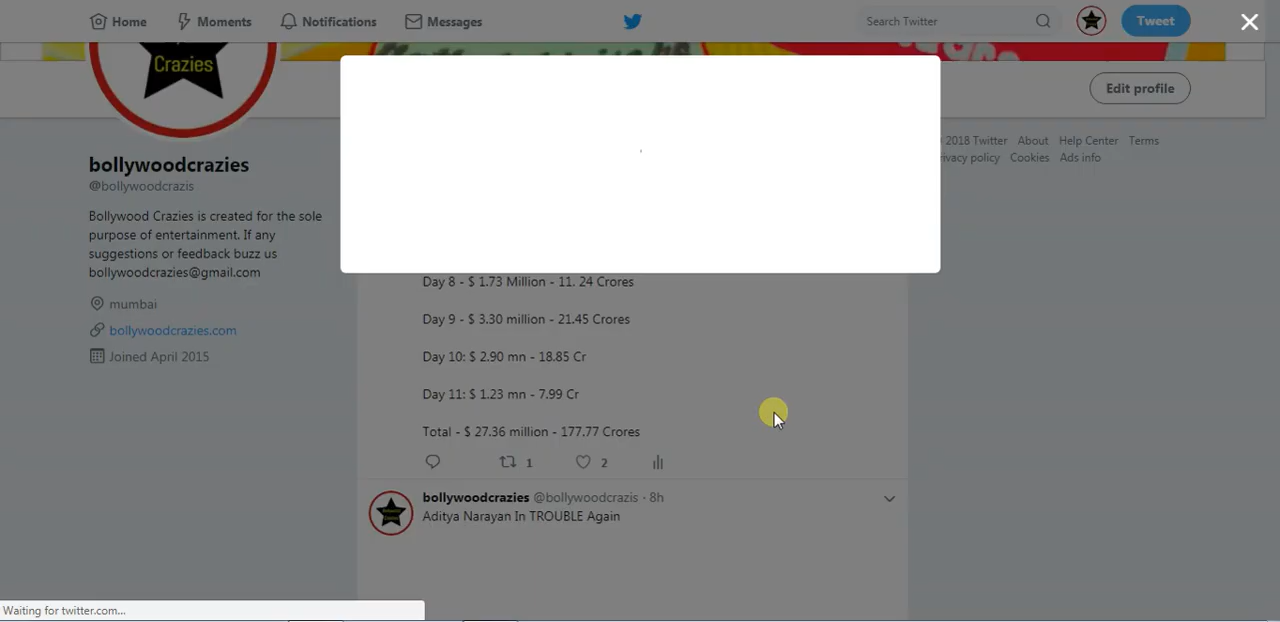 Home Moments Notifications Messages Search Twitter Tweet
Crazies
Edit profile
bollywoodcrazies
@bollywoodcrazis
Bollywood Crazies is created for the sole
purpose of entertainment. If any
suggestions or feedback buzz us
bollywoodcrazies@gmail.com
mumbai
bollywoodcrazies.com
Joined April 2015
2018 Twitter About Help Center Terms
Cookies Ads info
Day 8 - $ 1.73 Million - 11. 24 Crores
Day 9 - $ 3.30 million - 21.45 Crores
Day 10: $ 2.90 mn - 18.85 Cr
Day 11: $ 1.23 mn - 7.99 Cr
Total - $ 27.36 million - 177.77 Crores
1 2
bollywoodcrazies @bollywoodcrazis · 8h
Aditya Narayan In TROUBLE Again
Waiting for twitter.com...